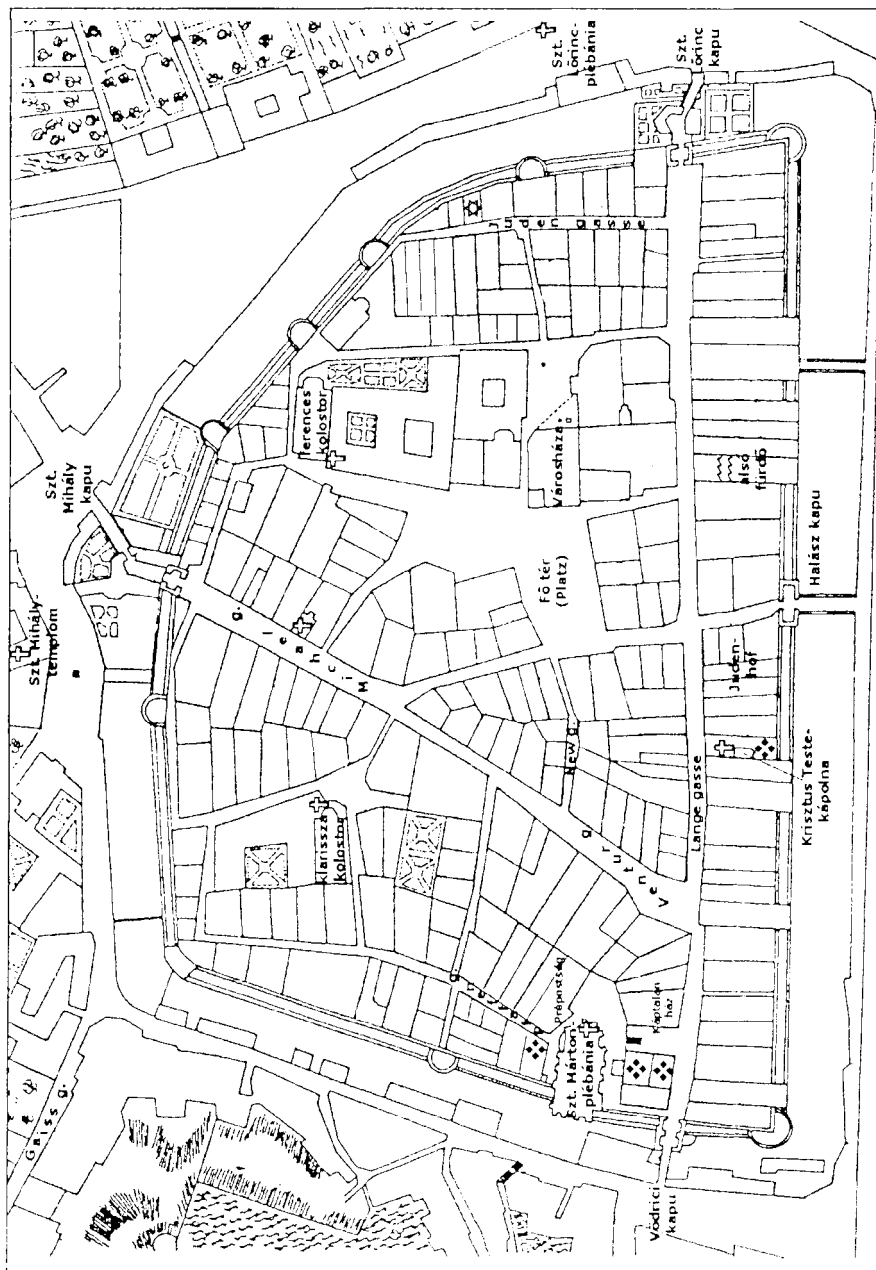 Gaiss g.
Szt. Mihály-
templom
Szt.
Mihály
kapu
Michael g.
Klarissza
kolostor
ferences
kolostor
Judengasse
Szt.
Lőrinc-
plébánia
Szt.
Lőrinc
kapu
Prépostság
Szt. Márton-
plébánia
Ventur g.
New g.
Fő tér
(Platz)
Városháza
Káptalan
ház
Vödrici
kapu
Lange gasse
Juden-
hof
alsó
fürdő
Krisztus Teste-
kápolna
Halász kapu